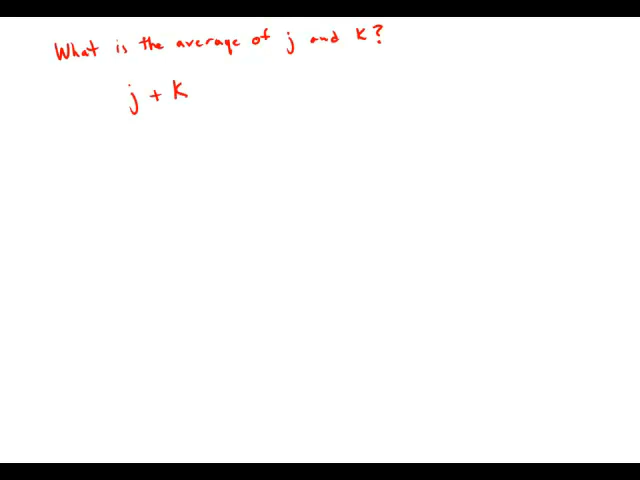 What is the average of j and k?
j + k